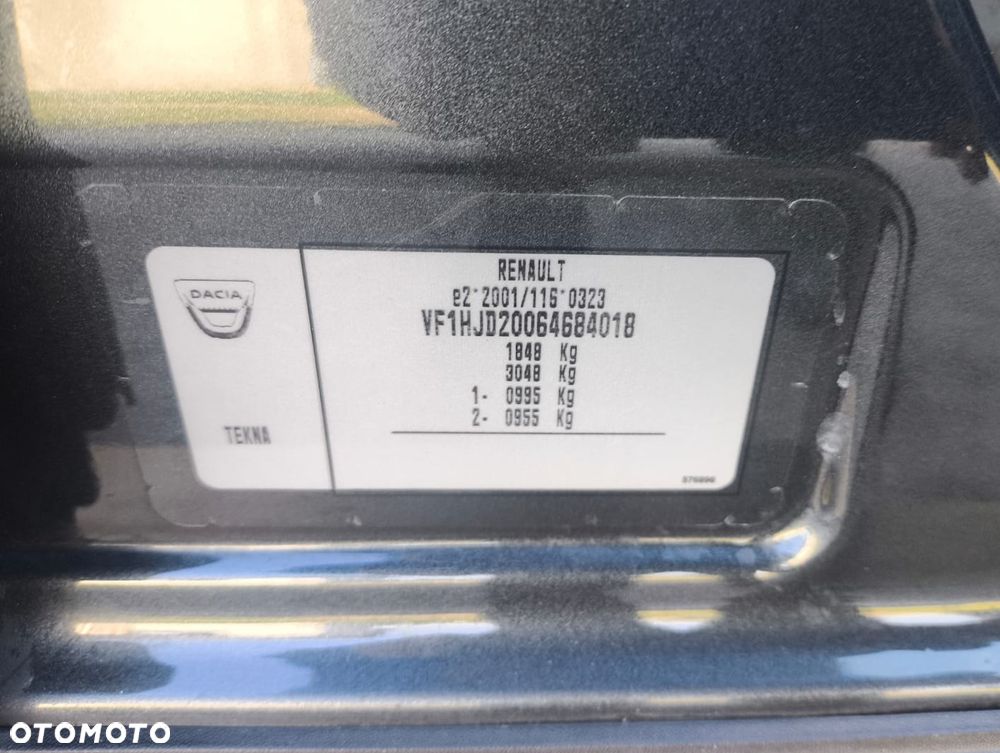 DACIA
TEKNA
RENAULT
e2*2001/116*0323
VF1HJD20064684018
1848 Kg
3048 Kg
1- 0995 Kg
2- 0955 Kg
OTOMOTO